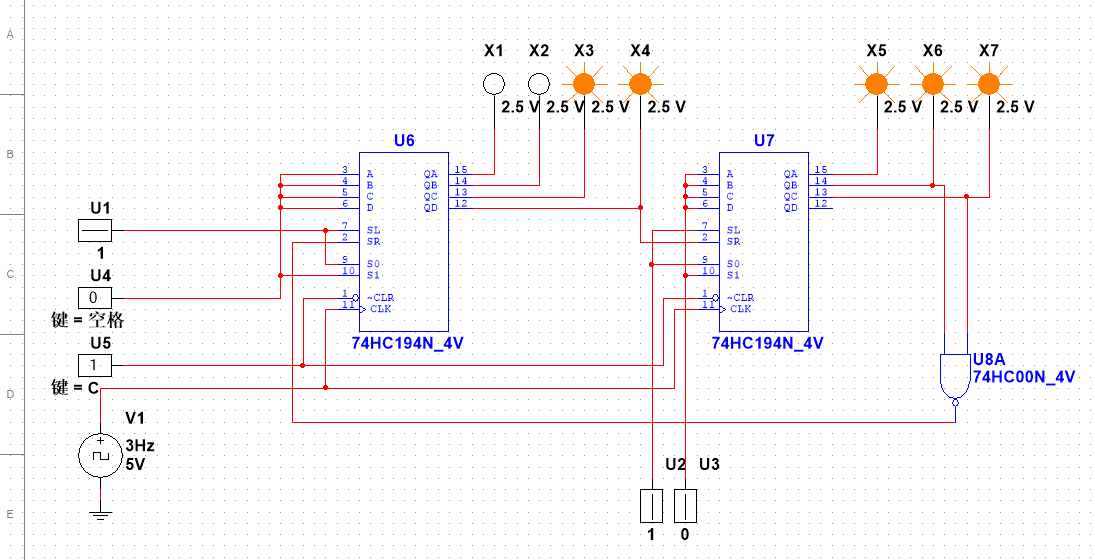 A
B
C
D
E
X1 X2 X3 X4 X5 X6 X7
2.5 V 2.5 V 2.5 V 2.5 V 2.5 V 2.5 V 2.5 V
U6
3 A QA 15
4 B QB 14
5 C QC 13
6 D QD 12
7 SL
2 SR
9 S0
10 S1
1 ~CLR
11 CLK
74HC194N_4V
U7
3 A QA 15
4 B QB 14
5 C QC 13
6 D QD 12
7 SL
2 SR
9 S0
10 S1
1 ~CLR
11 CLK
74HC194N_4V
U1
1
U4
0
键 = 空格
U5
1
键 = C
V1
3Hz
5V
U8A
74HC00N_4V
U2 U3
1 0